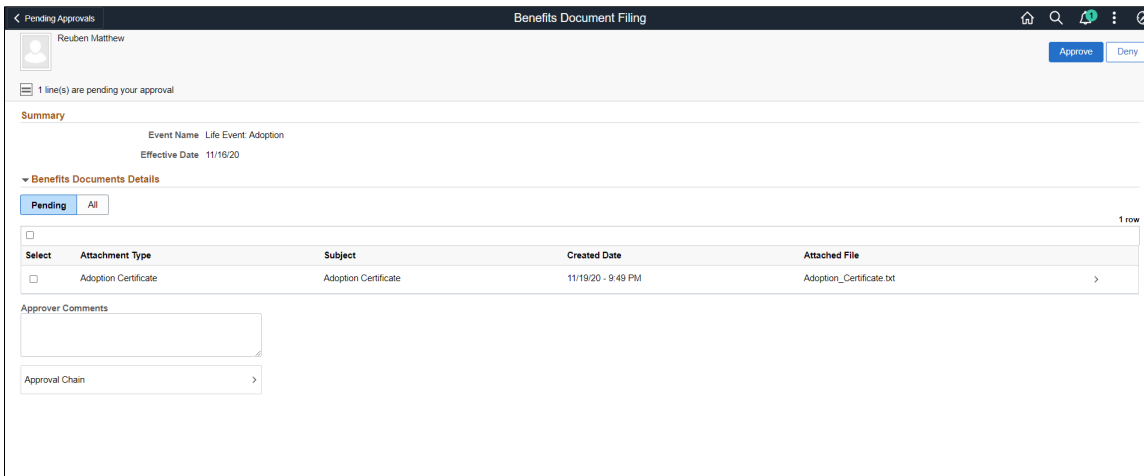 Pending Approvals
Benefits Document Filing
1
Reuben Matthew
Approve
Deny
1 line(s) are pending your approval
Summary
Event Name Life Event: Adoption
Effective Date 11/16/20
Benefits Documents Details
Pending All
1 row
Select Attachment Type Subject Created Date Attached File
Adoption Certificate Adoption Certificate 11/19/20 - 9:49 PM Adoption_Certificate.txt
Approver Comments
Approval Chain